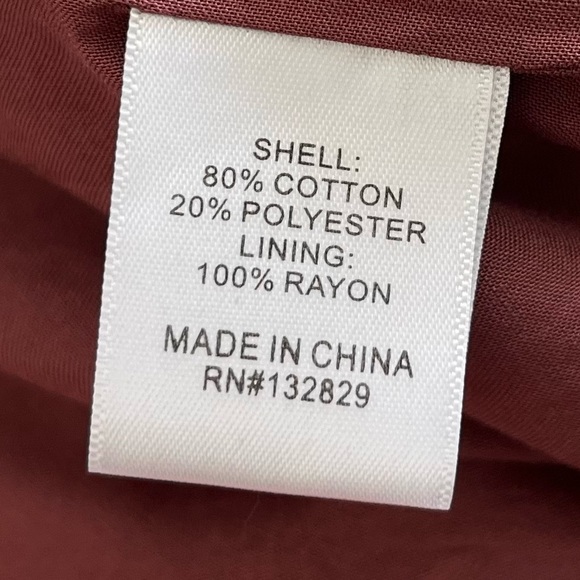 SHELL:
80% COTTON
20% POLYESTER
LINING:
100% RAYON
MADE IN CHINA
RN#132829